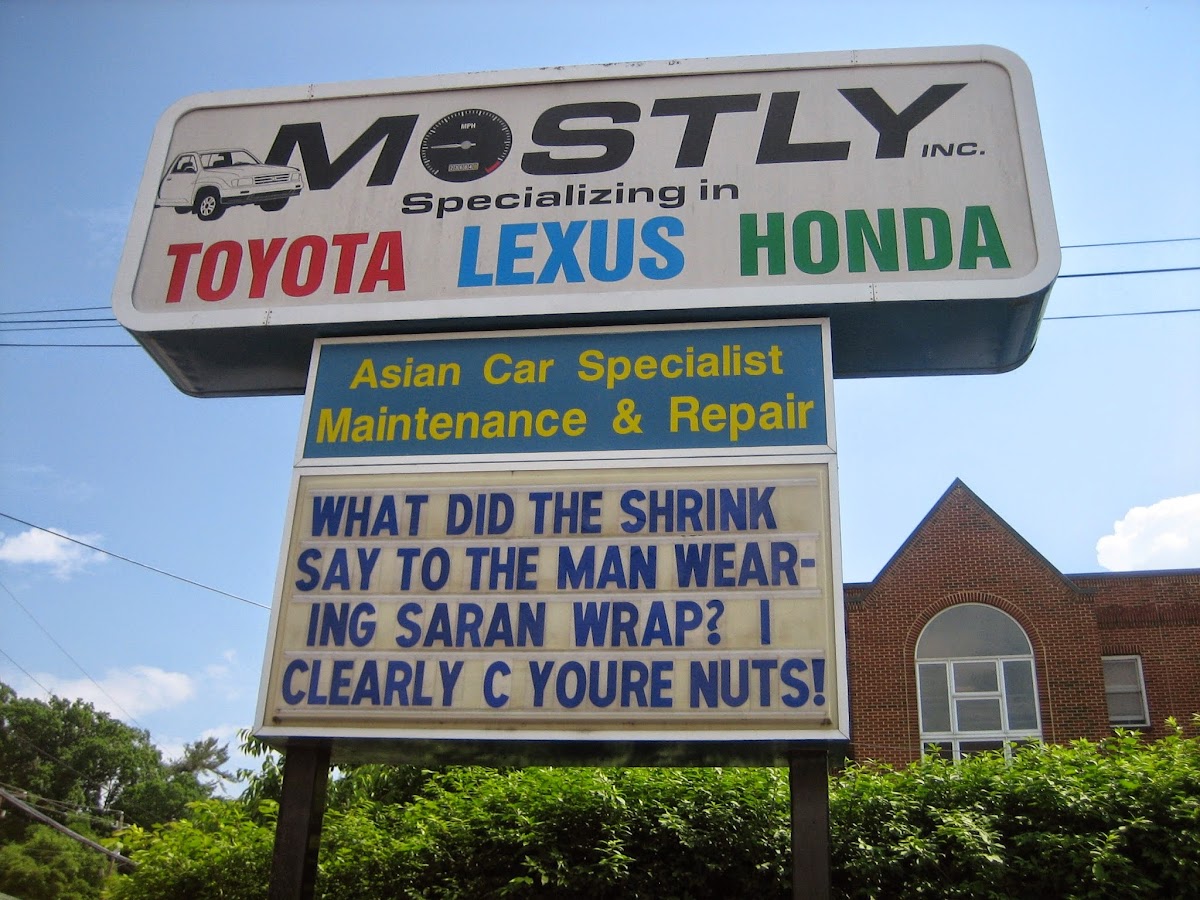 MOSTLY INC.
MPH
Specializing in
TOYOTA LEXUS HONDA
Asian Car Specialist
Maintenance & Repair
WHAT DID THE SHRINK
SAY TO THE MAN WEAR-
ING SARAN WRAP? I
CLEARLY C YOURE NUTS!